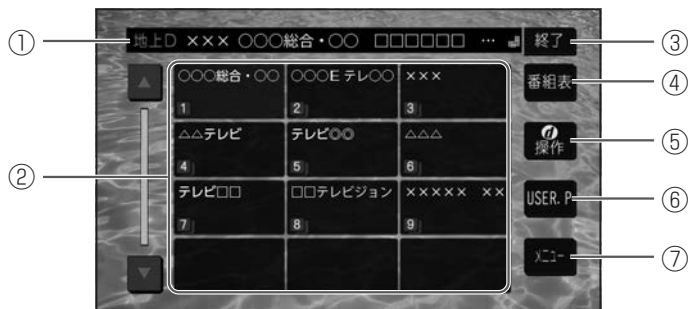 ① 地上D ××× ○○○総合・○○ □□□□□□ … 終了 ③
○○○総合・○○ ○○○E テレ○○ ××× 番組表 ④
1 2 3
△△テレビ テレビ◎◎ △△△ d 操作 ⑤
4 5 6
②
テレビ□□ □□テレビジョン ××××× ×× USER. P ⑥
7 8 9
メニュー ⑦